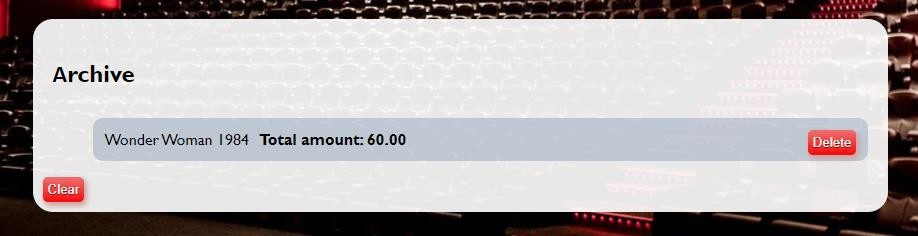 Archive
Wonder Woman 1984 Total amount: 60.00 Delete
Clear